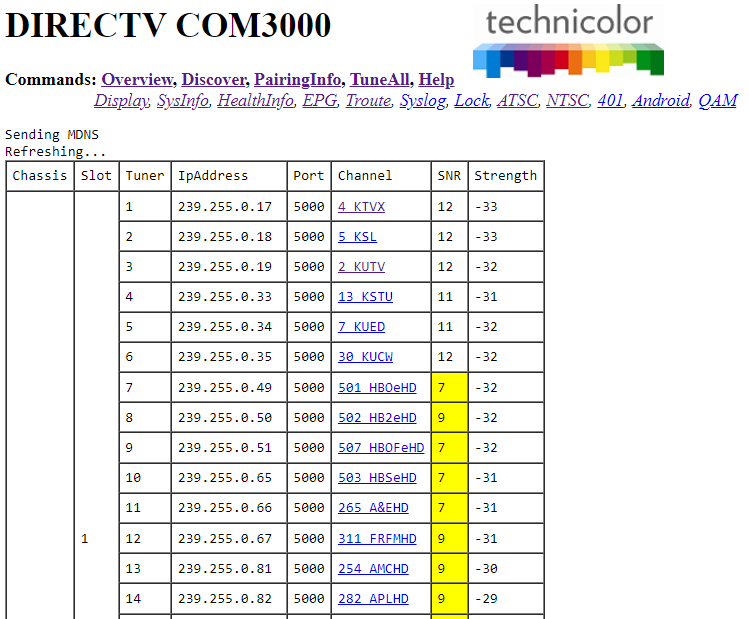 DIRECTV COM3000
technicolor
Commands: Overview, Discover, PairingInfo, TuneAll, Help
Display, SysInfo, HealthInfo, EPG, Troute, Syslog, Lock, ATSC, NTSC, 401, Android, QAM
Sending MDNS
Refreshing...
Chassis Slot Tuner IpAddress Port Channel SNR Strength
1 239.255.0.17 5000 4 KTVX 12 -33
2 239.255.0.18 5000 5 KSL 12 -33
3 239.255.0.19 5000 2 KUTV 12 -32
4 239.255.0.33 5000 13 KSTU 11 -31
5 239.255.0.34 5000 7 KUED 11 -32
6 239.255.0.35 5000 30 KUCW 12 -32
7 239.255.0.49 5000 501 HBOeHD 7 -32
8 239.255.0.50 5000 502 HB2eHD 9 -32
9 239.255.0.51 5000 507 HBOFeHD 7 -32
10 239.255.0.65 5000 503 HBSeHD 7 -31
11 239.255.0.66 5000 265 A&EHD 7 -31
1 12 239.255.0.67 5000 311 FRFMHD 9 -31
13 239.255.0.81 5000 254 AMCHD 9 -30
14 239.255.0.82 5000 282 APLHD 9 -29